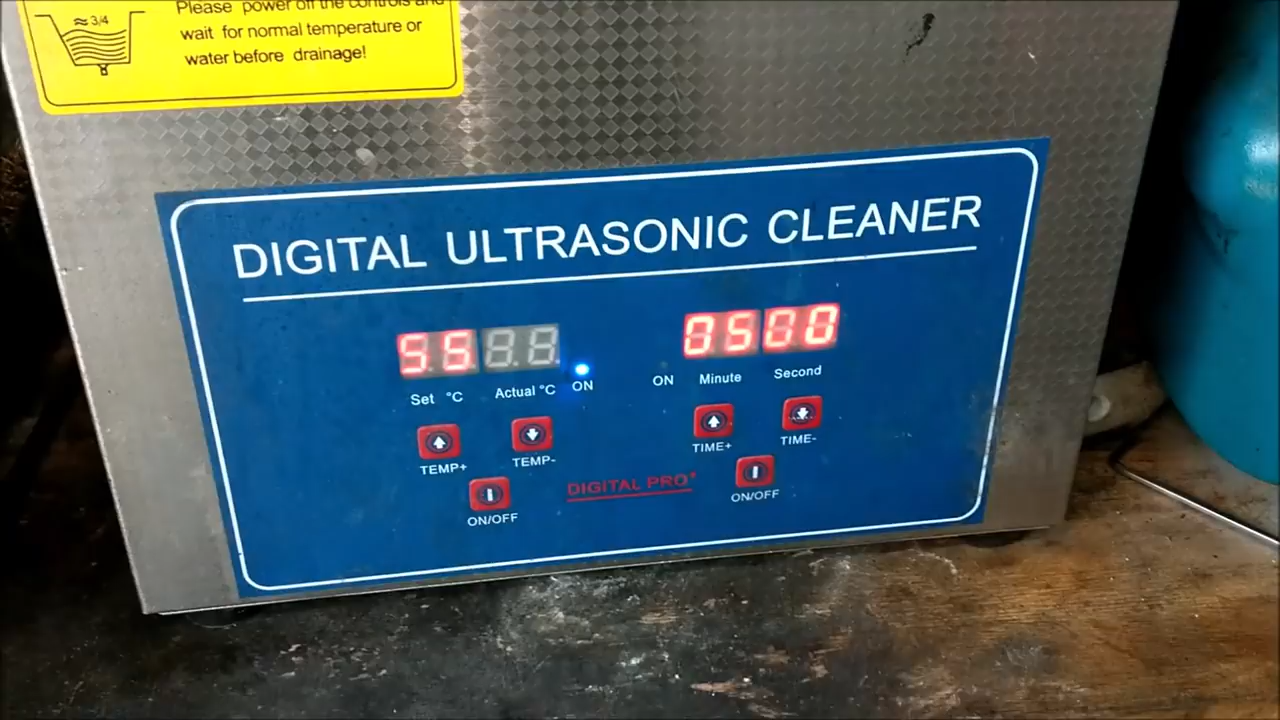 ≈ 3/4
Please power off the controls and
wait for normal temperature or
water before drainage!
DIGITAL ULTRASONIC CLEANER
55
0500
Set °C
Actual °C
ON
ON
Minute
Second
TEMP+
TEMP-
TIME+
TIME-
ON/OFF
DIGITAL PRO+
ON/OFF